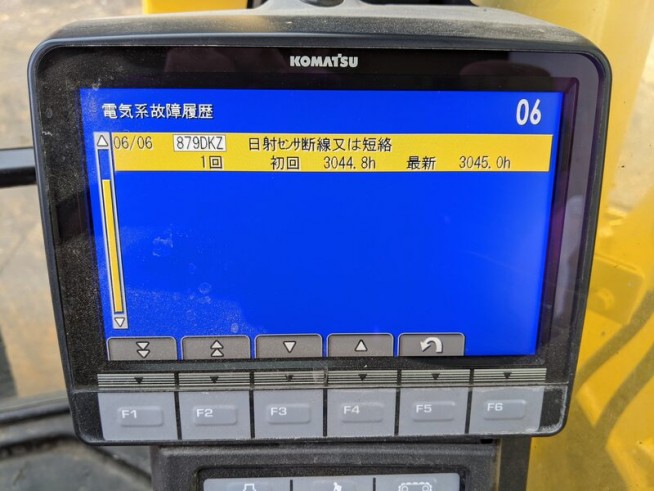 KOMATSU
電気系故障履歴 06
06/06 879DKZ 日射ｾﾝｻ断線又は短絡
1回 初回 3044.8h 最新 3045.0h
F1 F2 F3 F4 F5 F6